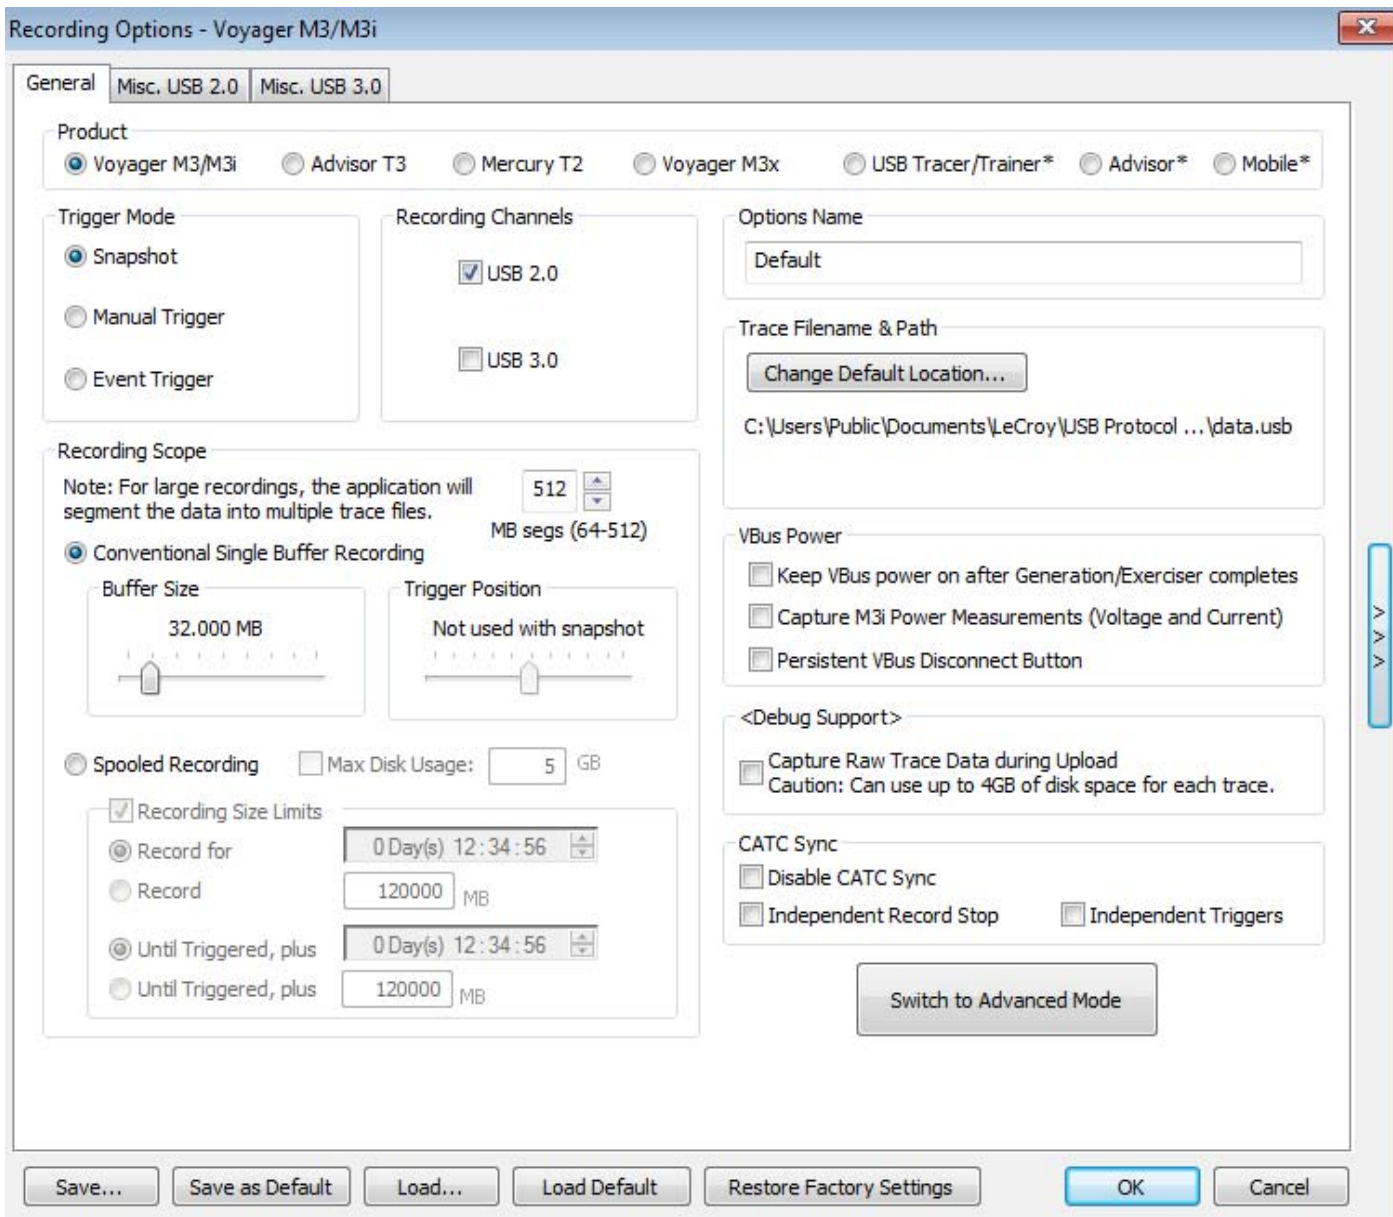 Recording Options - Voyager M3/M3i
General
Misc. USB 2.0
Misc. USB 3.0
Product
Voyager M3/M3i
Advisor T3
Mercury T2
Voyager M3x
USB Tracer/Trainer*
Advisor*
Mobile*
Trigger Mode
Snapshot
Manual Trigger
Event Trigger
Recording Channels
USB 2.0
USB 3.0
Options Name
Default
Trace Filename & Path
Change Default Location...
C:\Users\Public\Documents\LeCroy\USB Protocol ...\data.usb
Recording Scope
Note: For large recordings, the application will
segment the data into multiple trace files.
512
MB segs (64-512)
Conventional Single Buffer Recording
Buffer Size
32.000 MB
Trigger Position
Not used with snapshot
Spooled Recording
Max Disk Usage:
5
GB
Recording Size Limits
Record for
0 Day(s) 12 : 34 : 56
Record
120000
MB
Until Triggered, plus
0 Day(s) 12 : 34 : 56
Until Triggered, plus
120000
MB
VBus Power
Keep VBus power on after Generation/Exerciser completes
Capture M3i Power Measurements (Voltage and Current)
Persistent VBus Disconnect Button
<Debug Support>
Capture Raw Trace Data during Upload
Caution: Can use up to 4GB of disk space for each trace.
CATC Sync
Disable CATC Sync
Independent Record Stop
Independent Triggers
Switch to Advanced Mode
>
>
>
Save...
Save as Default
Load...
Load Default
Restore Factory Settings
OK
Cancel